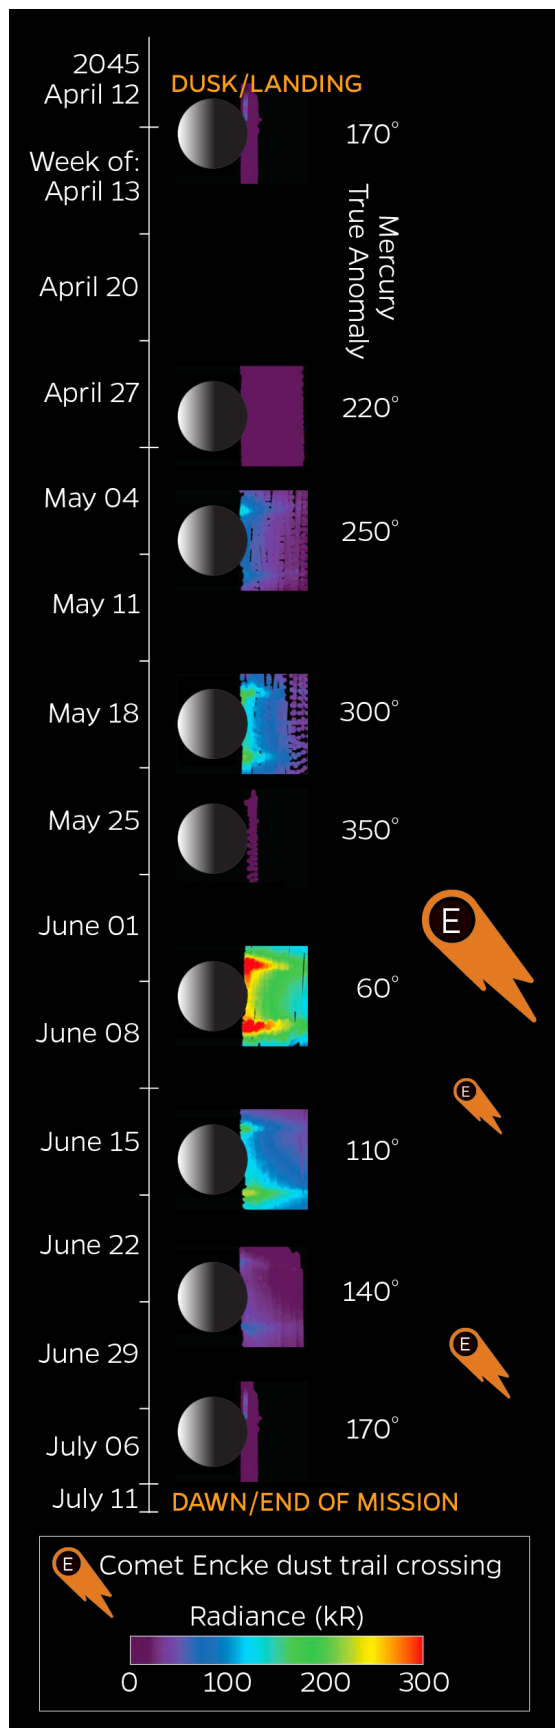 2045
April 12
DUSK/LANDING
170°
Week of:
April 13
Mercury
True Anomaly
April 20
April 27
220°
May 04
250°
May 11
May 18
300°
May 25
350°
June 01
E
60°
June 08
E
June 15
110°
June 22
140°
June 29
E
170°
July 06
July 11
DAWN/END OF MISSION
E
Comet Encke dust trail crossing
Radiance (kR)
0 100 200 300